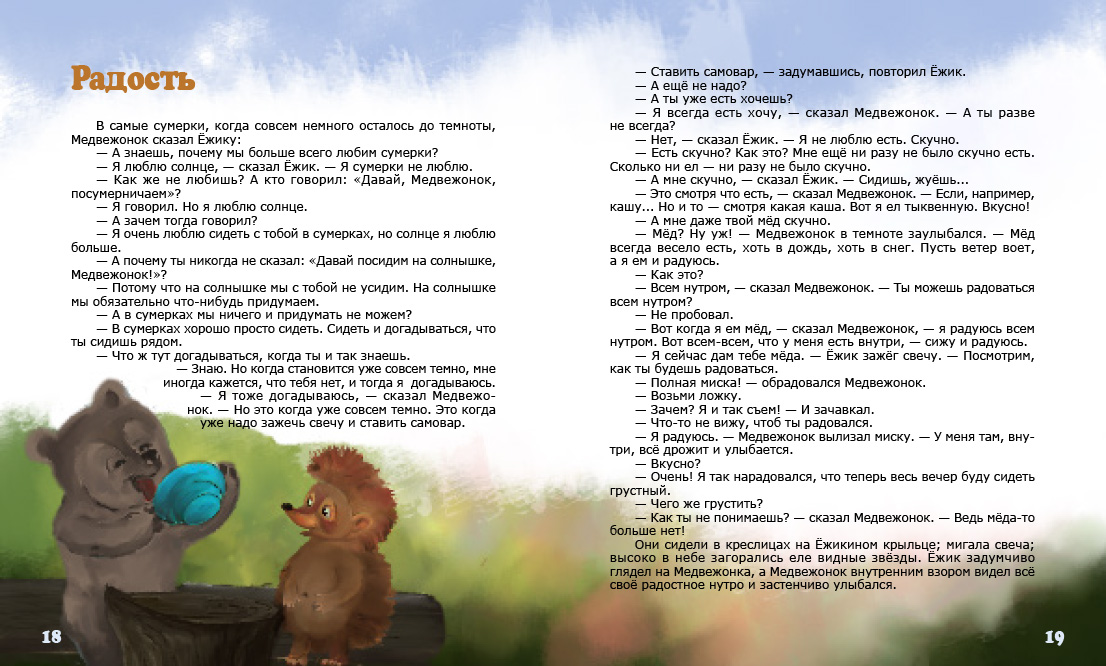 Радость
В самые сумерки, когда совсем немного осталось до темноты,
Медвежонок сказал Ёжику:
— А знаешь, почему мы больше всего любим сумерки?
— Я люблю солнце, — сказал Ёжик. — Я сумерки не люблю.
— Как же не любишь? А кто говорил: «Давай, Медвежонок,
посумерничаем»?
— Я говорил. Но я люблю солнце.
— А зачем тогда говорил?
— Я очень люблю сидеть с тобой в сумерках, но солнце я люблю
больше.
— А почему ты никогда не сказал: «Давай посидим на солнышке,
Медвежонок!»?
— Потому что на солнышке мы с тобой не усидим. На солнышке
мы обязательно что-нибудь придумаем.
— А в сумерках мы ничего и придумать не можем?
— В сумерках хорошо просто сидеть. Сидеть и догадываться, что
ты сидишь рядом.
— Что ж тут догадываться, когда ты и так знаешь.
— Знаю. Но когда становится уже совсем темно, мне
иногда кажется, что тебя нет, и тогда я догадываюсь.
— Я тоже догадываюсь, — сказал Медвежо-
нок. — Но это когда уже совсем темно. Это когда
уже надо зажечь свечу и ставить самовар.
18
— Ставить самовар, — задумавшись, повторил Ёжик.
— А ещё не надо?
— А ты уже есть хочешь?
— Я всегда есть хочу, — сказал Медвежонок. — А ты разве
не всегда?
— Нет, — сказал Ёжик. — Я не люблю есть. Скучно.
— Есть скучно? Как это? Мне ещё ни разу не было скучно есть.
Сколько ни ел — ни разу не было скучно.
— А мне скучно, — сказал Ёжик. — Сидишь, жуёшь...
— Это смотря что есть, — сказал Медвежонок. — Если, например,
кашу... Но и то — смотря какая каша. Вот я ел тыквенную. Вкусно!
— А мне даже твой мёд скучно.
— Мёд? Ну уж! — Медвежонок в темноте заулыбался. — Мёд
всегда весело есть, хоть в дождь, хоть в снег. Пусть ветер воет,
а я ем и радуюсь.
— Как это?
— Всем нутром, — сказал Медвежонок. — Ты можешь радоваться
всем нутром?
— Не пробовал.
— Вот когда я ем мёд, — сказал Медвежонок, — я радуюсь всем
нутром. Вот всем-всем, что у меня есть внутри, — сижу и радуюсь.
— Я сейчас дам тебе мёда. — Ёжик зажёг свечу. — Посмотрим,
как ты будешь радоваться.
— Полная миска! — обрадовался Медвежонок.
— Возьми ложку.
— Зачем? Я и так съем! — И зачавкал.
— Что-то не вижу, чтоб ты радовался.
— Я радуюсь. — Медвежонок вылизал миску. — У меня там, вну-
три, всё дрожит и улыбается.
— Вкусно?
— Очень! Я так нарадовался, что теперь весь вечер буду сидеть
грустный.
— Чего же грустить?
— Как ты не понимаешь? — сказал Медвежонок. — Ведь мёда-то
больше нет!
Они сидели в креслицах на Ёжикином крыльце; мигала свеча;
высоко в небе загорались еле видные звёзды. Ёжик задумчиво
глядел на Медвежонка, а Медвежонок внутренним взором видел всё
своё радостное нутро и застенчиво улыбался.
19